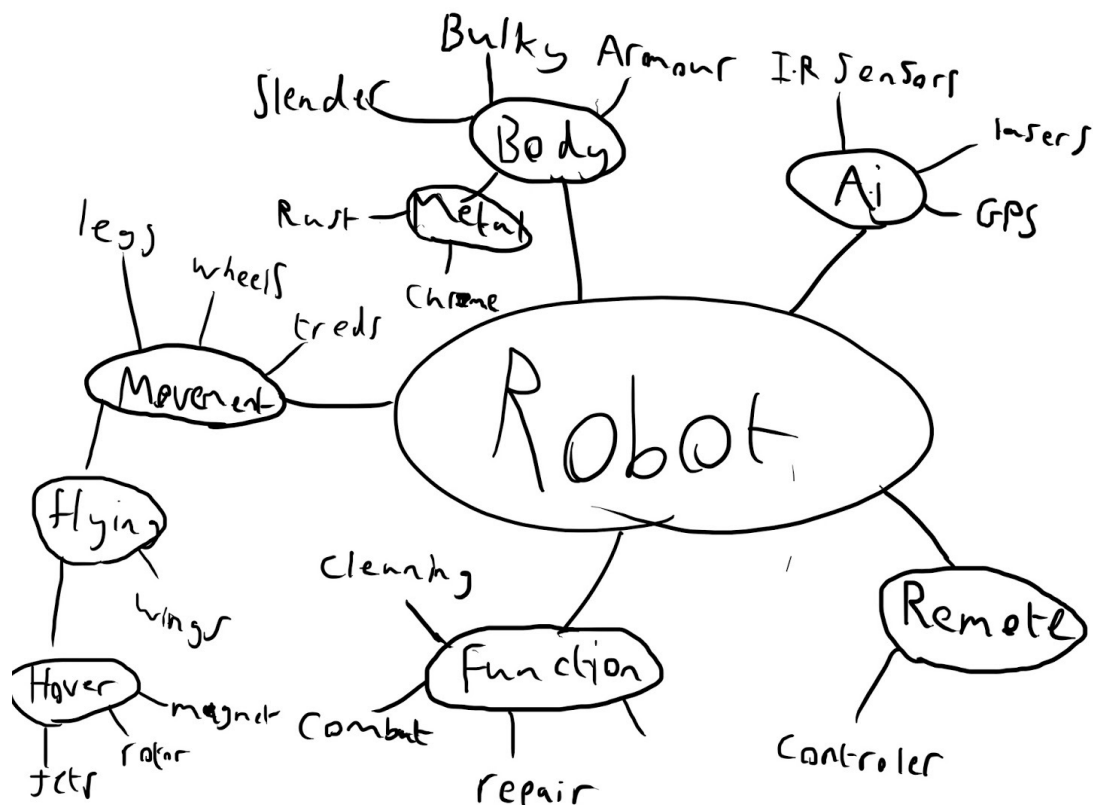 Bulky
Armour
I.R Sensors
Slender
Body
lasers
Ai
Metal
Rust
GPS
legs
wheels
Chrome
treds
Movement
Robot
flying
wings
Cleaning
Remote
Function
Hover
magnet
Combat
rotor
Jets
repair
Controler